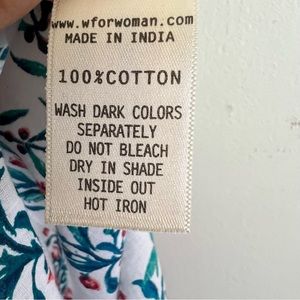 www.wforwoman.com
MADE IN INDIA
100%COTTON
WASH DARK COLORS
SEPARATELY
DO NOT BLEACH
DRY IN SHADE
INSIDE OUT
HOT IRON